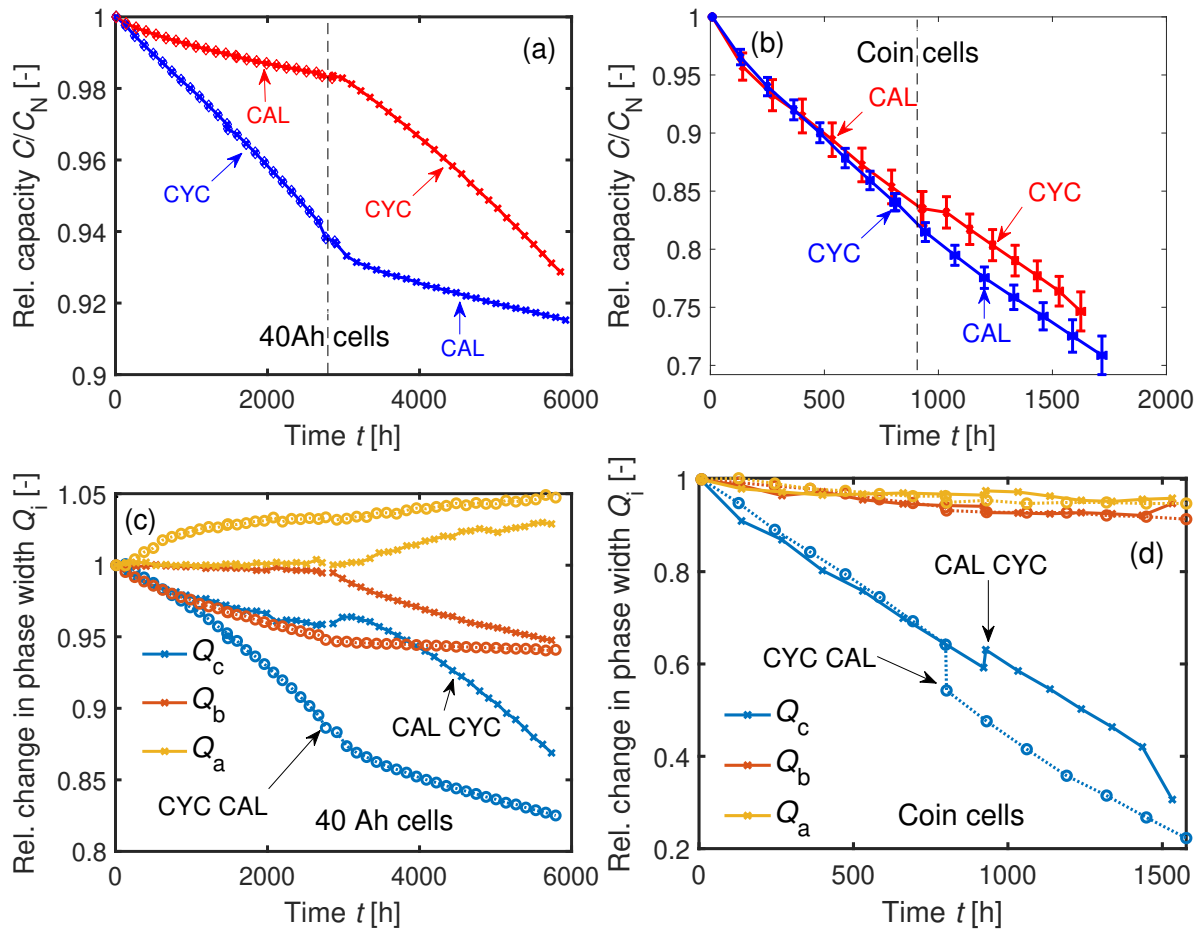 (a)
Rel. capacity C/C_N [-]
1
0.98
0.96
0.94
0.92
0.9
CAL
CYC
CYC
CAL
40Ah cells
0
2000
4000
6000
Time t [h]
(b)
Coin cells
Rel. capacity C/C_N [-]
1
0.95
0.9
0.85
0.8
0.75
0.7
CAL
CYC
CYC
CAL
0
500
1000
1500
2000
Time t [h]
(c)
Rel. change in phase width Q_i [-]
1.05
1
0.95
0.9
0.85
0.8
Q_c
Q_b
Q_a
CAL CYC
CYC CAL
40 Ah cells
0
2000
4000
6000
Time t [h]
(d)
Rel. change in phase width Q_i [-]
1
0.8
0.6
0.4
0.2
CAL CYC
CYC CAL
Q_c
Q_b
Q_a
Coin cells
0
500
1000
1500
Time t [h]